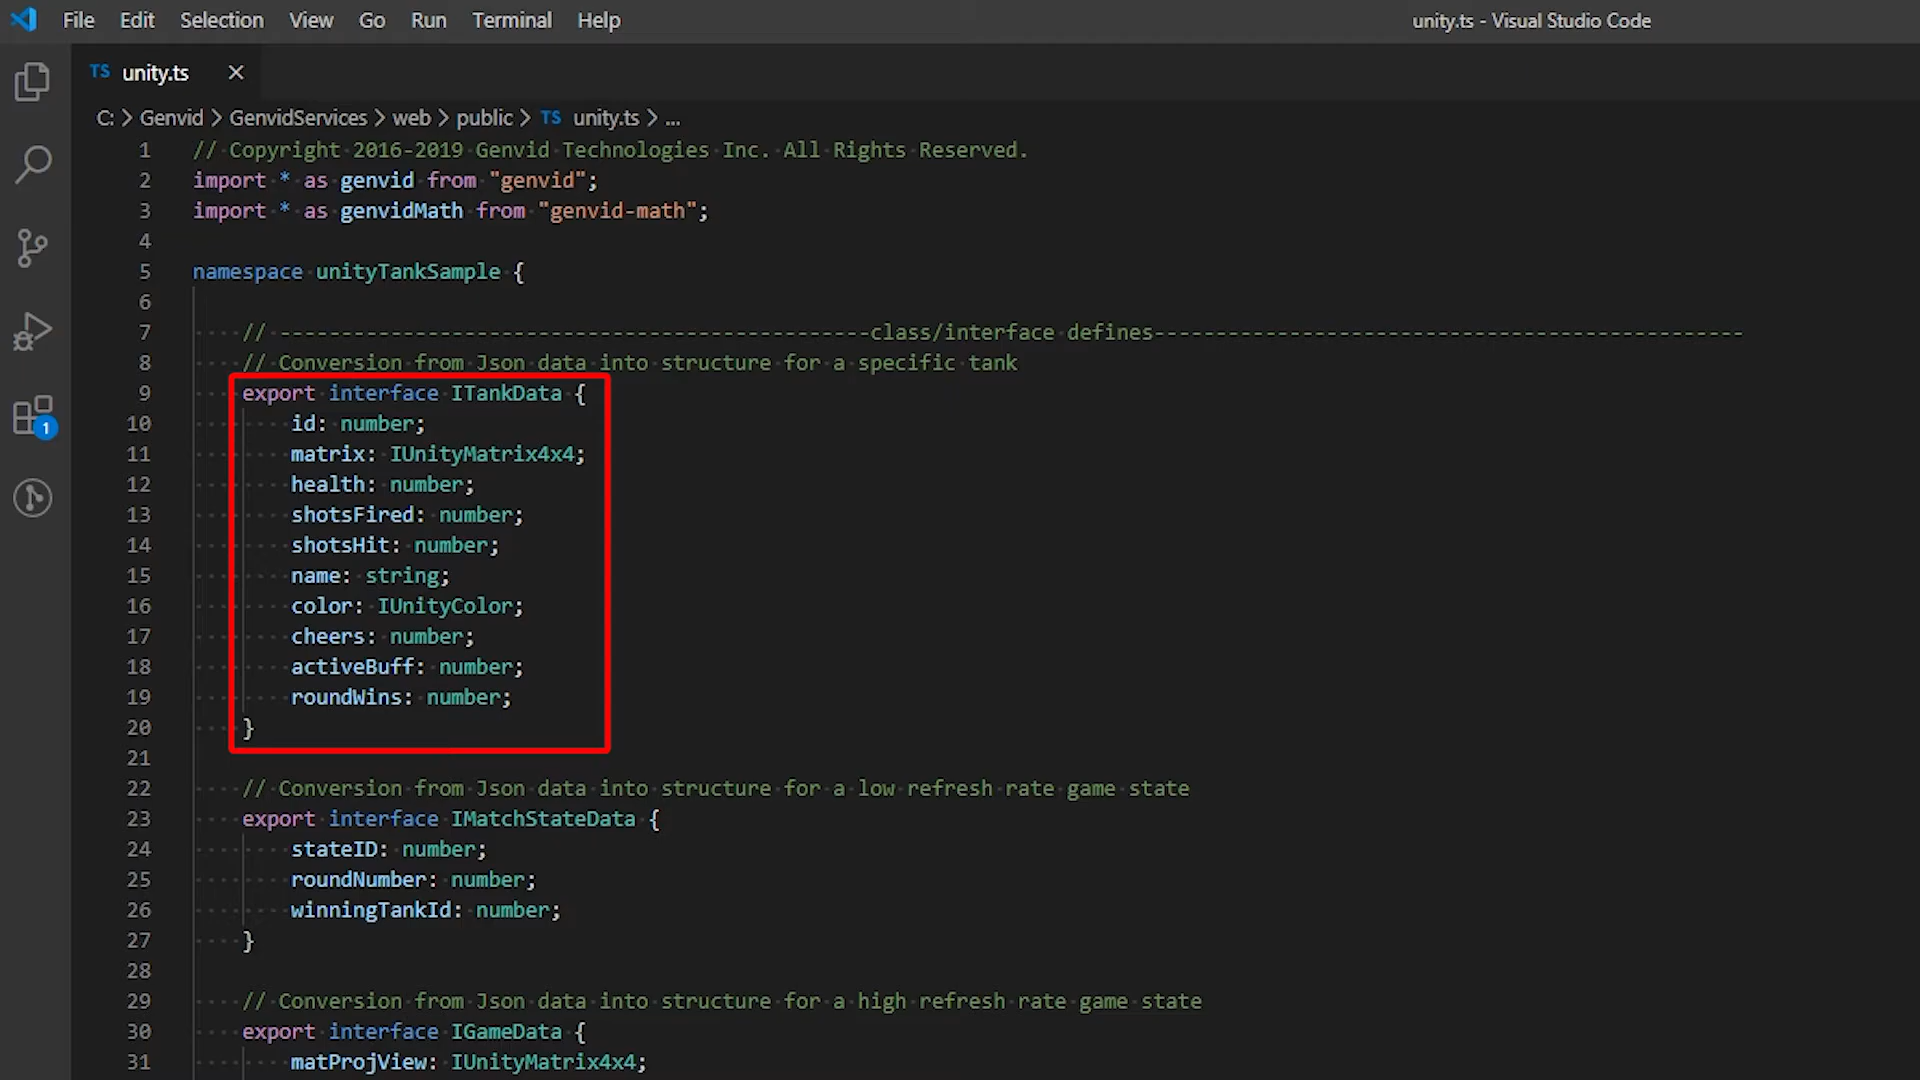 File Edit Selection View Go Run Terminal Help unity.ts - Visual Studio Code
TS unity.ts
C: > Genvid > GenvidServices > web > public > TS unity.ts > ...
1 // Copyright 2016-2019 Genvid Technologies Inc. All Rights Reserved.
2 import * as genvid from "genvid";
3 import * as genvidMath from "genvid-math";
4
5 namespace unityTankSample {
6
7 // ------------------------------------------------class/interface defines------------------------------------------------
8 // Conversion from Json data into structure for a specific tank
9 export interface ITankData {
10 id: number;
11 matrix: IUnityMatrix4x4;
12 health: number;
13 shotsFired: number;
14 shotsHit: number;
15 name: string;
16 color: IUnityColor;
17 cheers: number;
18 activeBuff: number;
19 roundWins: number;
20 }
21
22 // Conversion from Json data into structure for a low refresh rate game state
23 export interface IMatchStateData {
24 stateID: number;
25 roundNumber: number;
26 winningTankId: number;
27 }
28
29 // Conversion from Json data into structure for a high refresh rate game state
30 export interface IGameData {
31 matProjView: IUnityMatrix4x4;
1